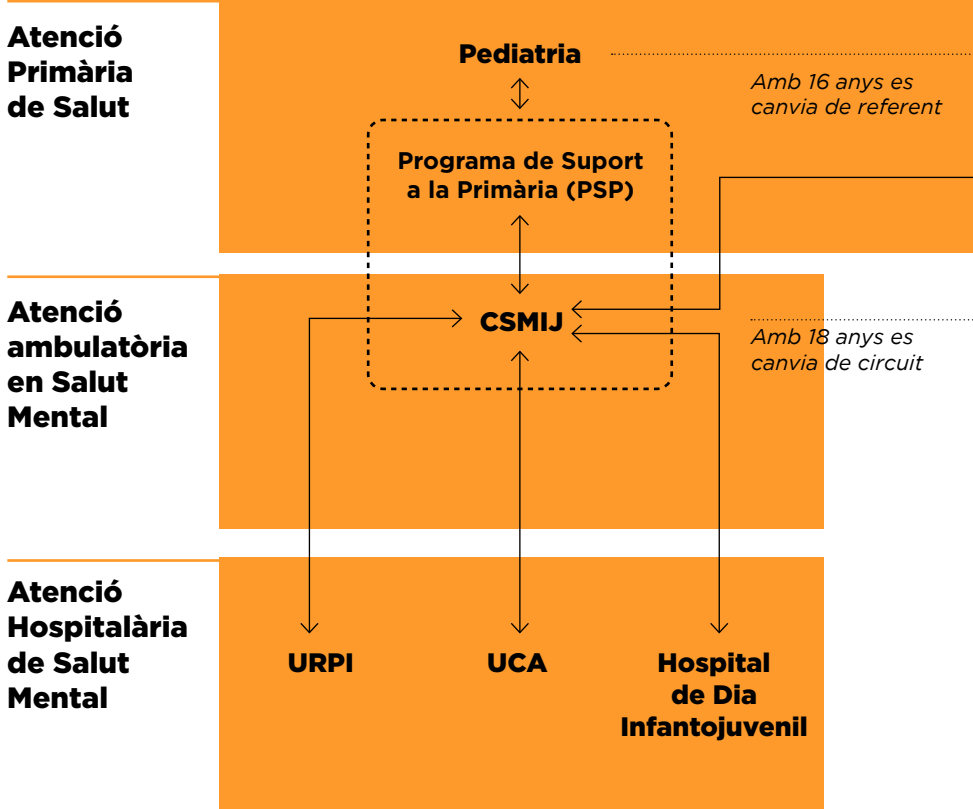 Atenció
Primària
de Salut
Pediatria
Amb 16 anys es
canvia de referent
Programa de Suport
a la Primària (PSP)
Atenció
ambulatòria
en Salut
Mental
CSMIJ
Amb 18 anys es
canvia de circuit
Atenció
Hospitalària
de Salut
Mental
URPI
UCA
Hospital
de Dia
Infantojuvenil